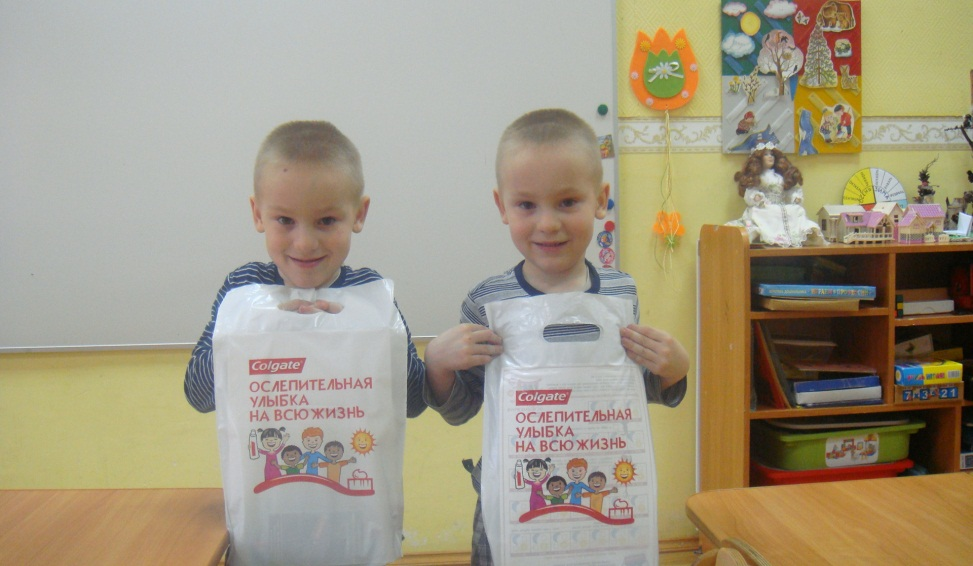 Colgate
ОСЛЕПИТЕЛЬНАЯ
УЛЫБКА
НА ВСЮ ЖИЗНЬ
Colgate
ОСЛЕПИТЕЛЬНАЯ
УЛЫБКА
НА ВСЮ ЖИЗНЬ